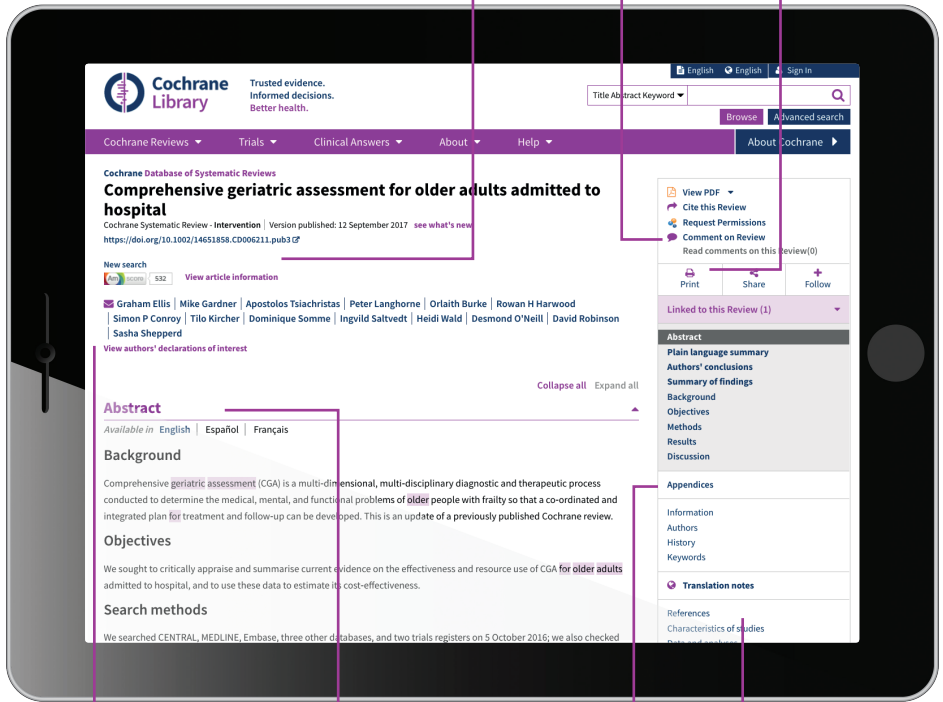 English English Sign In
Cochrane Library
Trusted evidence.
Informed decisions.
Better health.
Title Abstract Keyword
Browse Advanced search
Cochrane Reviews Trials Clinical Answers About Help About Cochrane
Cochrane Database of Systematic Reviews
Comprehensive geriatric assessment for older adults admitted to
hospital
Cochrane Systematic Review - Intervention | Version published: 12 September 2017 see what's new
https://doi.org/10.1002/14651858.CD006211.pub3
New search
Am score 532 View article information
Graham Ellis | Mike Gardner | Apostolos Tsiachristas | Peter Langhorne | Orlaith Burke | Rowan H Harwood
| Simon P Conroy | Tilo Kircher | Dominique Somme | Ingvild Saltvedt | Heidi Wald | Desmond O'Neill | David Robinson
| Sasha Shepperd
View authors' declarations of interest
Collapse all Expand all
Abstract
Available in English | Español | Français
Background
Comprehensive geriatric assessment (CGA) is a multi-dimensional, multi-disciplinary diagnostic and therapeutic process
conducted to determine the medical, mental, and functional problems of older people with frailty so that a co-ordinated and
integrated plan for treatment and follow-up can be developed. This is an update of a previously published Cochrane review.
Objectives
We sought to critically appraise and summarise current evidence on the effectiveness and resource use of CGA for older adults
admitted to hospital, and to use these data to estimate its cost-effectiveness.
Search methods
We searched CENTRAL, MEDLINE, Embase, three other databases, and two trials registers on 5 October 2016; we also checked
View PDF
Cite this Review
Request Permissions
Comment on Review
Read comments on this Review(0)
Print Share Follow
Linked to this Review (1)
Abstract
Plain language summary
Authors' conclusions
Summary of findings
Background
Objectives
Methods
Results
Discussion
Appendices
Information
Authors
History
Keywords
Translation notes
References
Characteristics of studies
Data and analyses